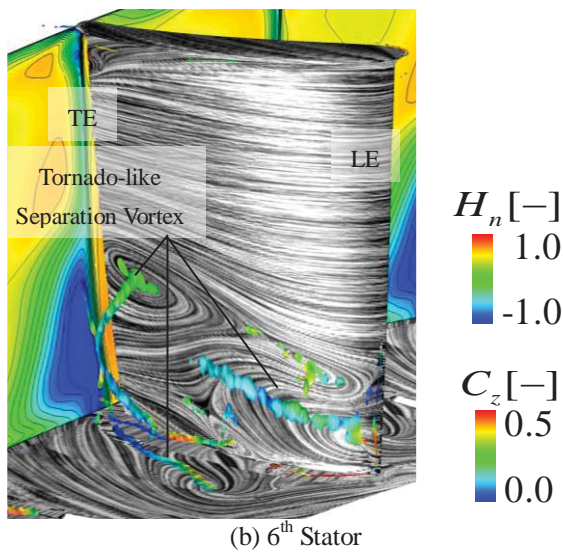 TE
LE
Tornado-like
Separation Vortex
H_n [−]
1.0
-1.0
C_z [−]
0.5
0.0
(b) 6th Stator